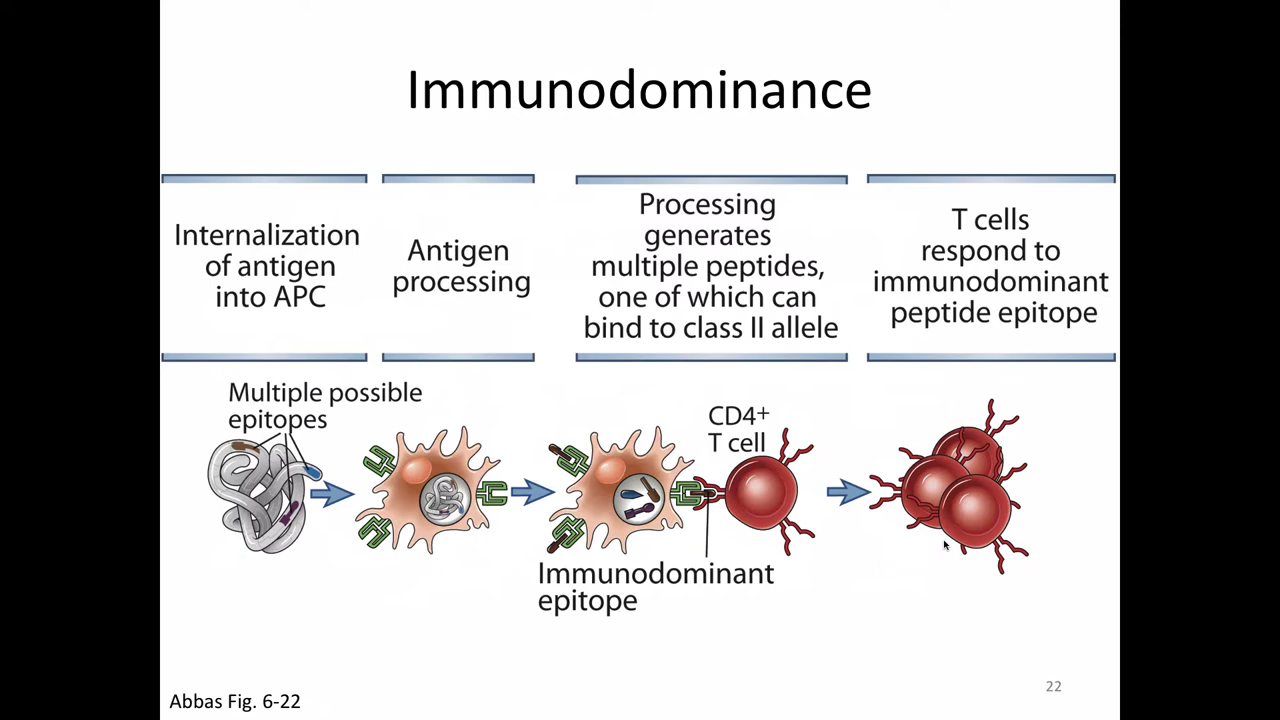 Immunodominance
Internalization
of antigen
into APC
Antigen
processing
Processing
generates
multiple peptides,
one of which can
bind to class II allele
T cells
respond to
immunodominant
peptide epitope
Multiple possible
epitopes
CD4+
T cell
Immunodominant
epitope
Abbas Fig. 6-22
22